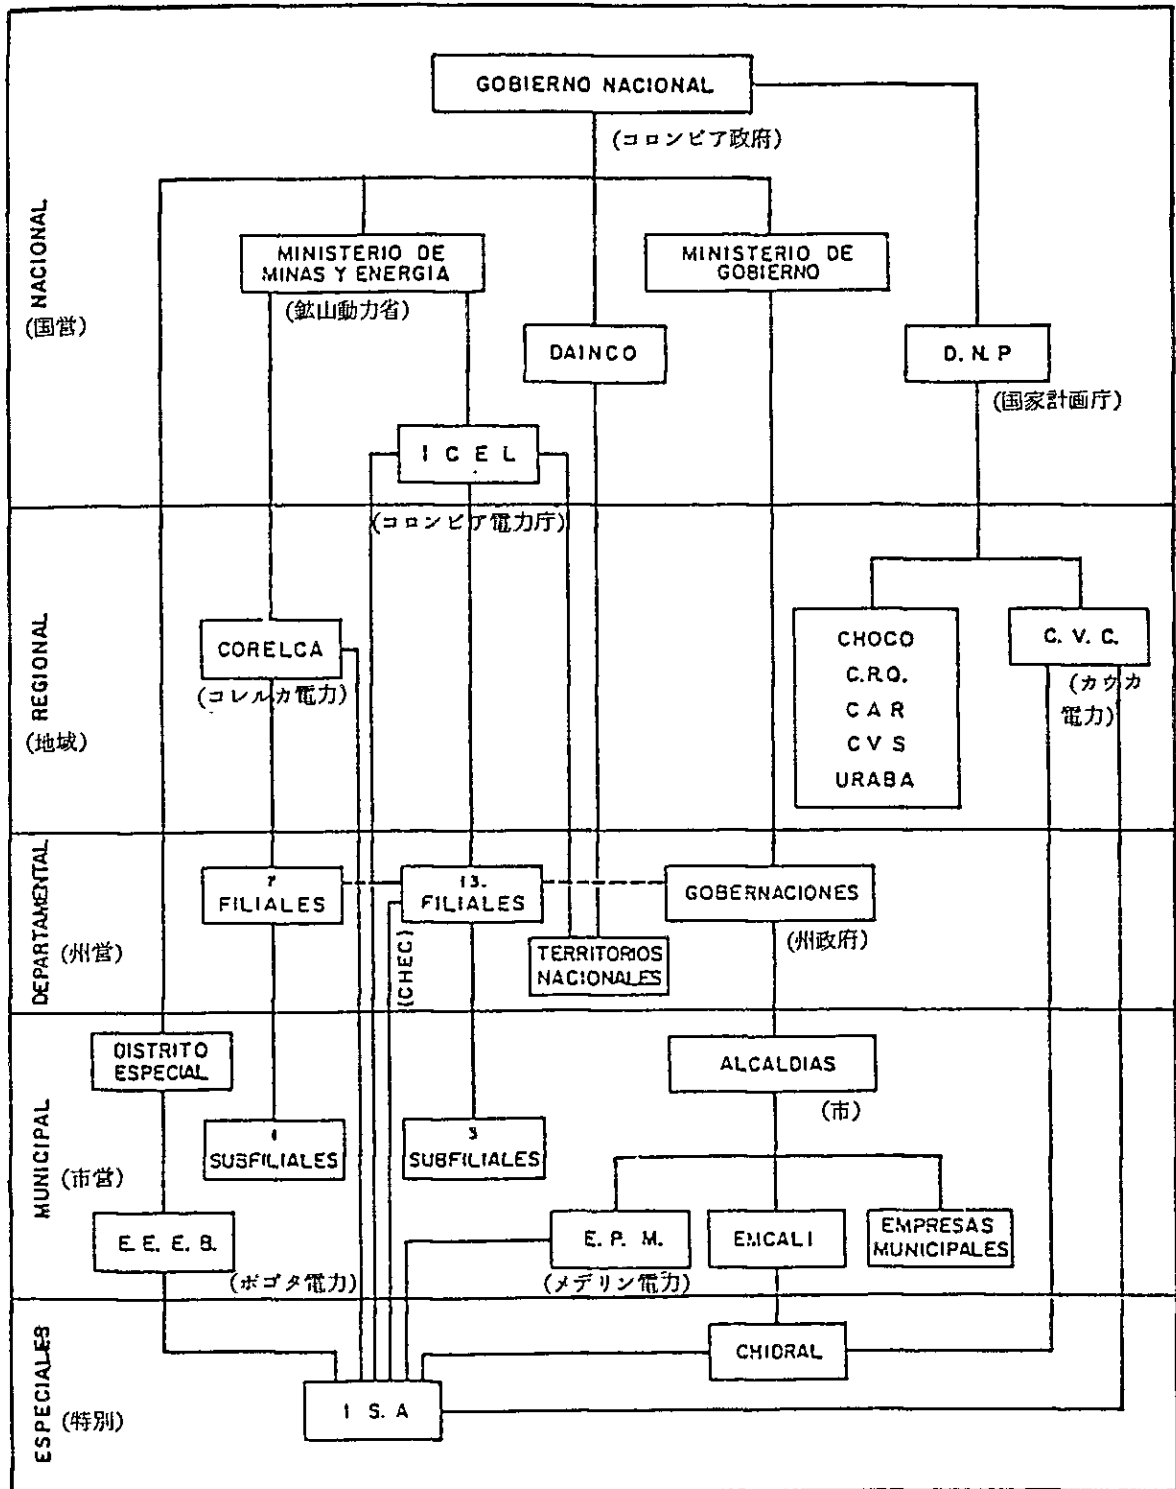 GOBIERNO NACIONAL
(コロンビア政府)
NACIONAL
(国営)
MINISTERIO DE
MINAS Y ENERGIA
(鉱山動力省)
MINISTERIO DE
GOBIERNO
DAINCO
D. N. P
(国家計画庁)
I C E L
(コロンビア電力庁)
REGIONAL
(地域)
CORELCA
(コレルカ電力)
CHOCO
C.R.Q.
C A R
C V S
URABA
C. V. C.
(カウカ
電力)
DEPARTAMENTAL
(州営)
7
FILIALES
13.
FILIALES
(CHEC)
GOBERNACIONES
(州政府)
TERRITORIOS
NACIONALES
MUNICIPAL
(市営)
DISTRITO
ESPECIAL
ALCALDIAS
(市)
SUBFILIALES
3
SUBFILIALES
E. E. E. B.
(ボゴタ電力)
E. P. M.
(メデリン電力)
EMCALI
EMPRESAS
MUNICIPALES
ESPECIALES
(特別)
CHIDRAL
I S. A